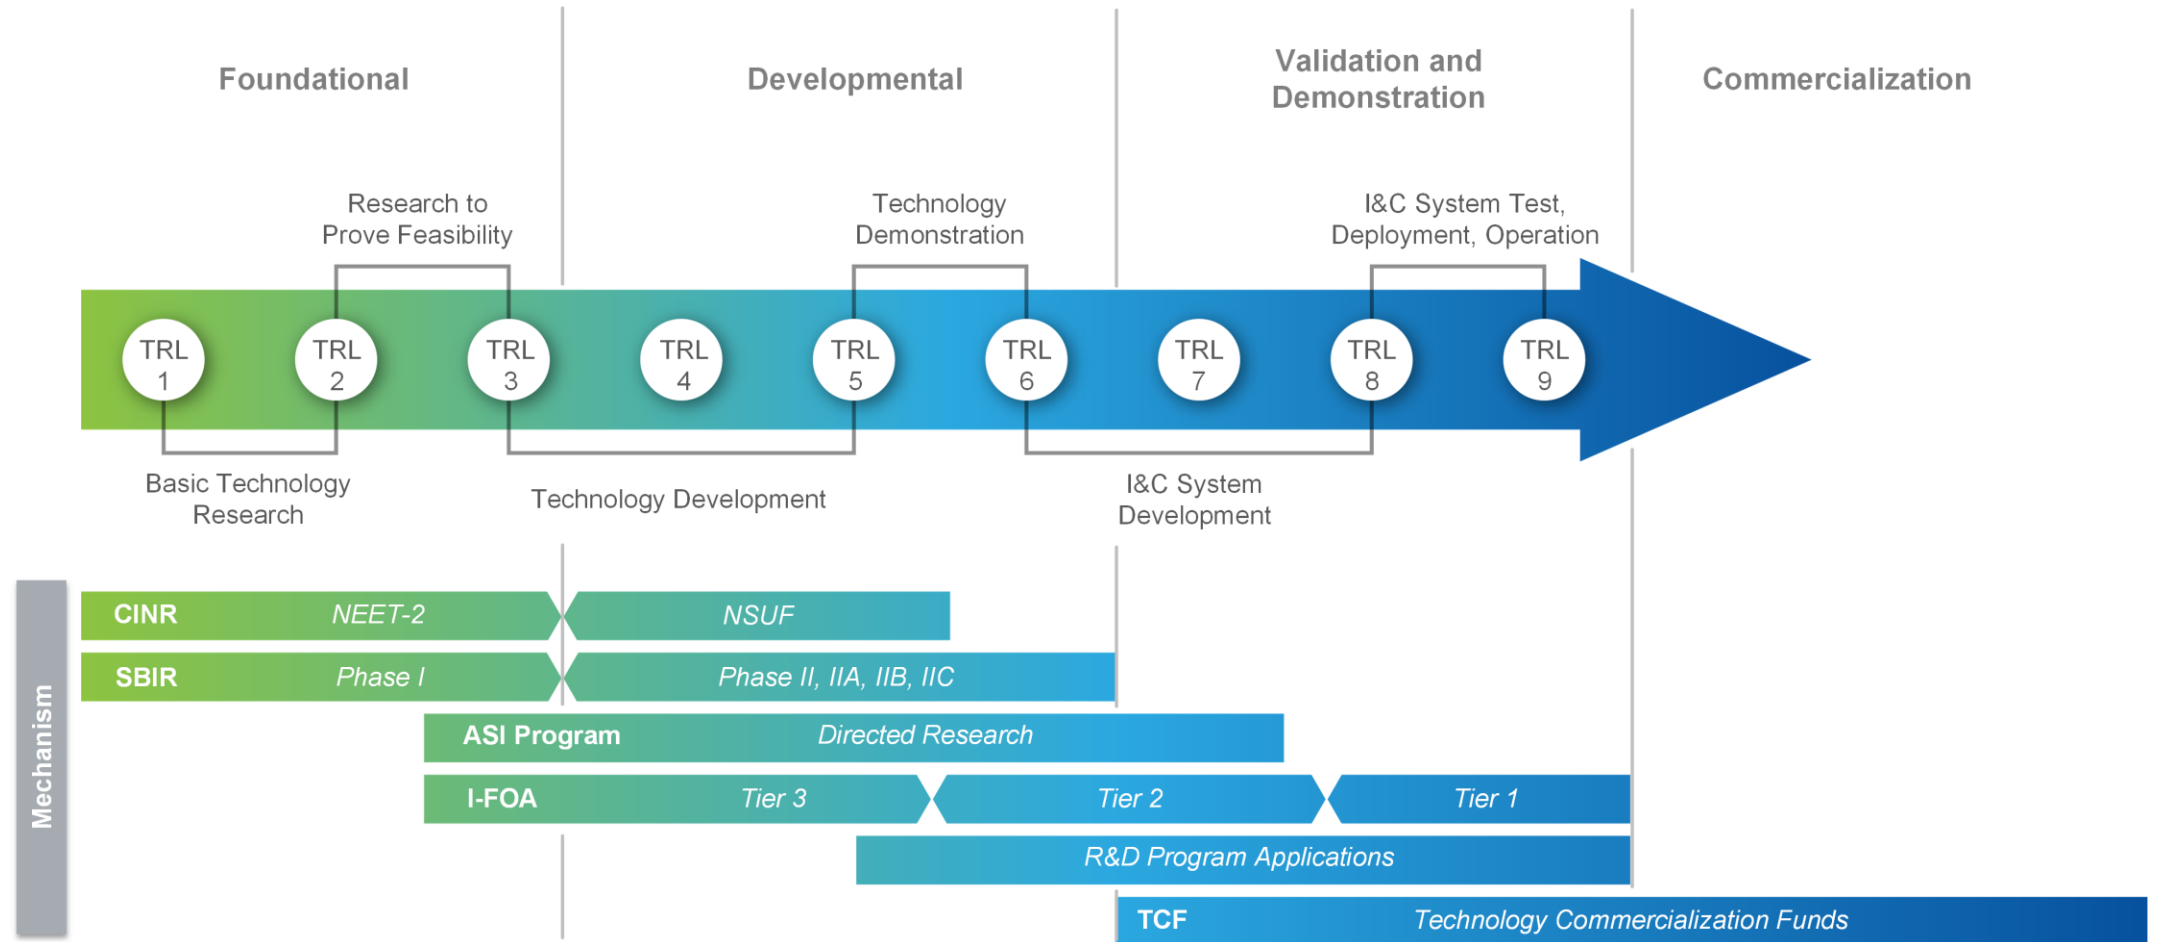 Foundational
Developmental
Validation and
Demonstration
Commercialization
Research to
Prove Feasibility
Technology
Demonstration
I&C System Test,
Deployment, Operation
TRL
1
TRL
2
TRL
3
TRL
4
TRL
5
TRL
6
TRL
7
TRL
8
TRL
9
Basic Technology
Research
Technology Development
I&C System
Development
Mechanism
CINR NEET-2 NSUF
SBIR Phase I Phase II, IIA, IIB, IIC
ASI Program Directed Research
I-FOA Tier 3 Tier 2 Tier 1
R&D Program Applications
TCF Technology Commercialization Funds